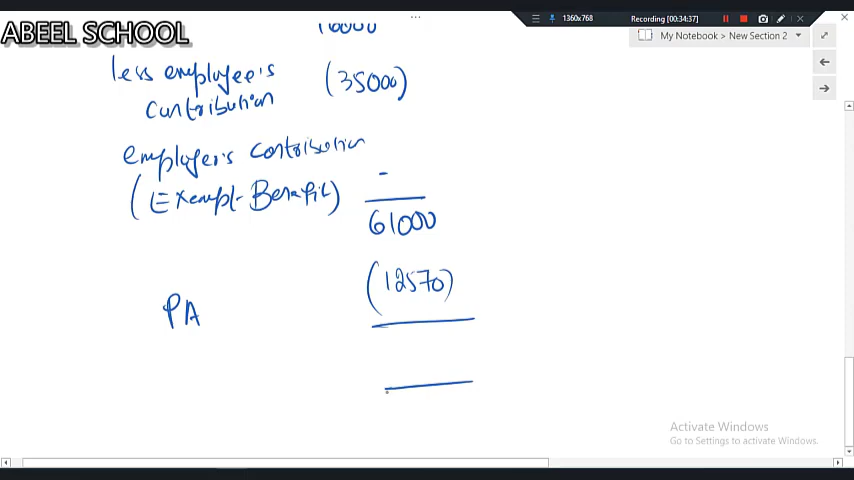 1360x768
Recording [00:34:37]
ABEEL SCHOOL
My Notebook > New Section 2
less employee's
contribution
(35000)
employer's contribution
(Exempt Benefit)
-
61000
PA
(12570)
Activate Windows
Go to Settings to activate Windows.